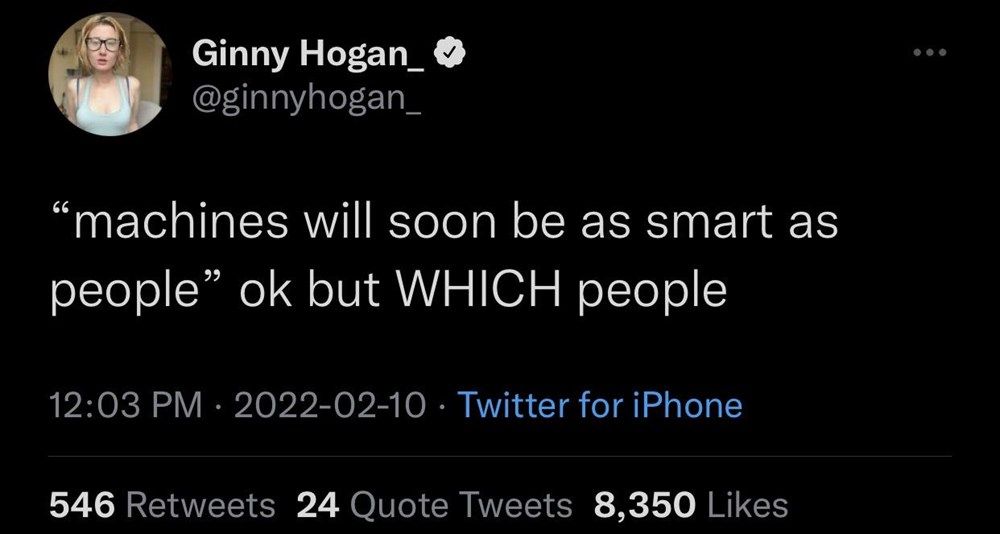 Ginny Hogan_
@ginnyhogan_
“machines will soon be as smart as
people” ok but WHICH people
12:03 PM · 2022-02-10 · Twitter for iPhone
546 Retweets 24 Quote Tweets 8,350 Likes